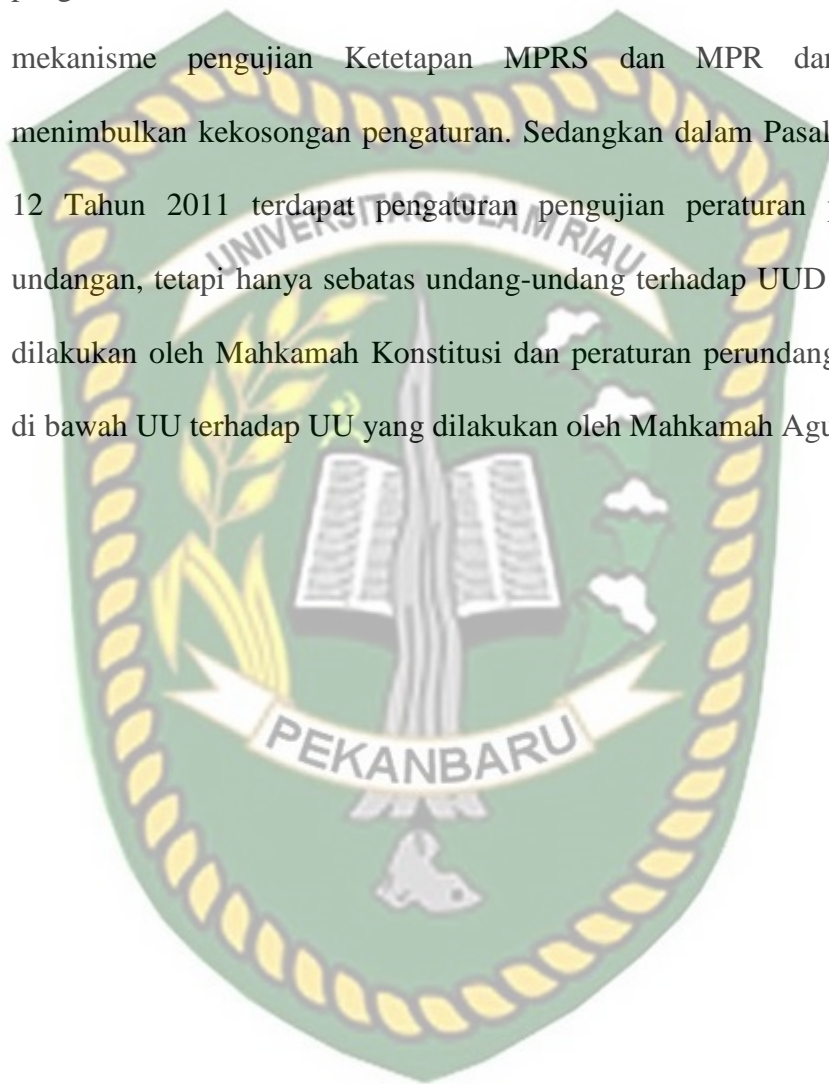 mekanisme pengujian Ketetapan MPRS dan MPR dan
menimbulkan kekosongan pengaturan. Sedangkan dalam Pasal
12 Tahun 2011 terdapat pengaturan pengujian peraturan
undangan, tetapi hanya sebatas undang-undang terhadap UUD
dilakukan oleh Mahkamah Konstitusi dan peraturan perundang
di bawah UU terhadap UU yang dilakukan oleh Mahkamah Agu
UNIVERSITAS ISLAM RIAU
PEKANBARU